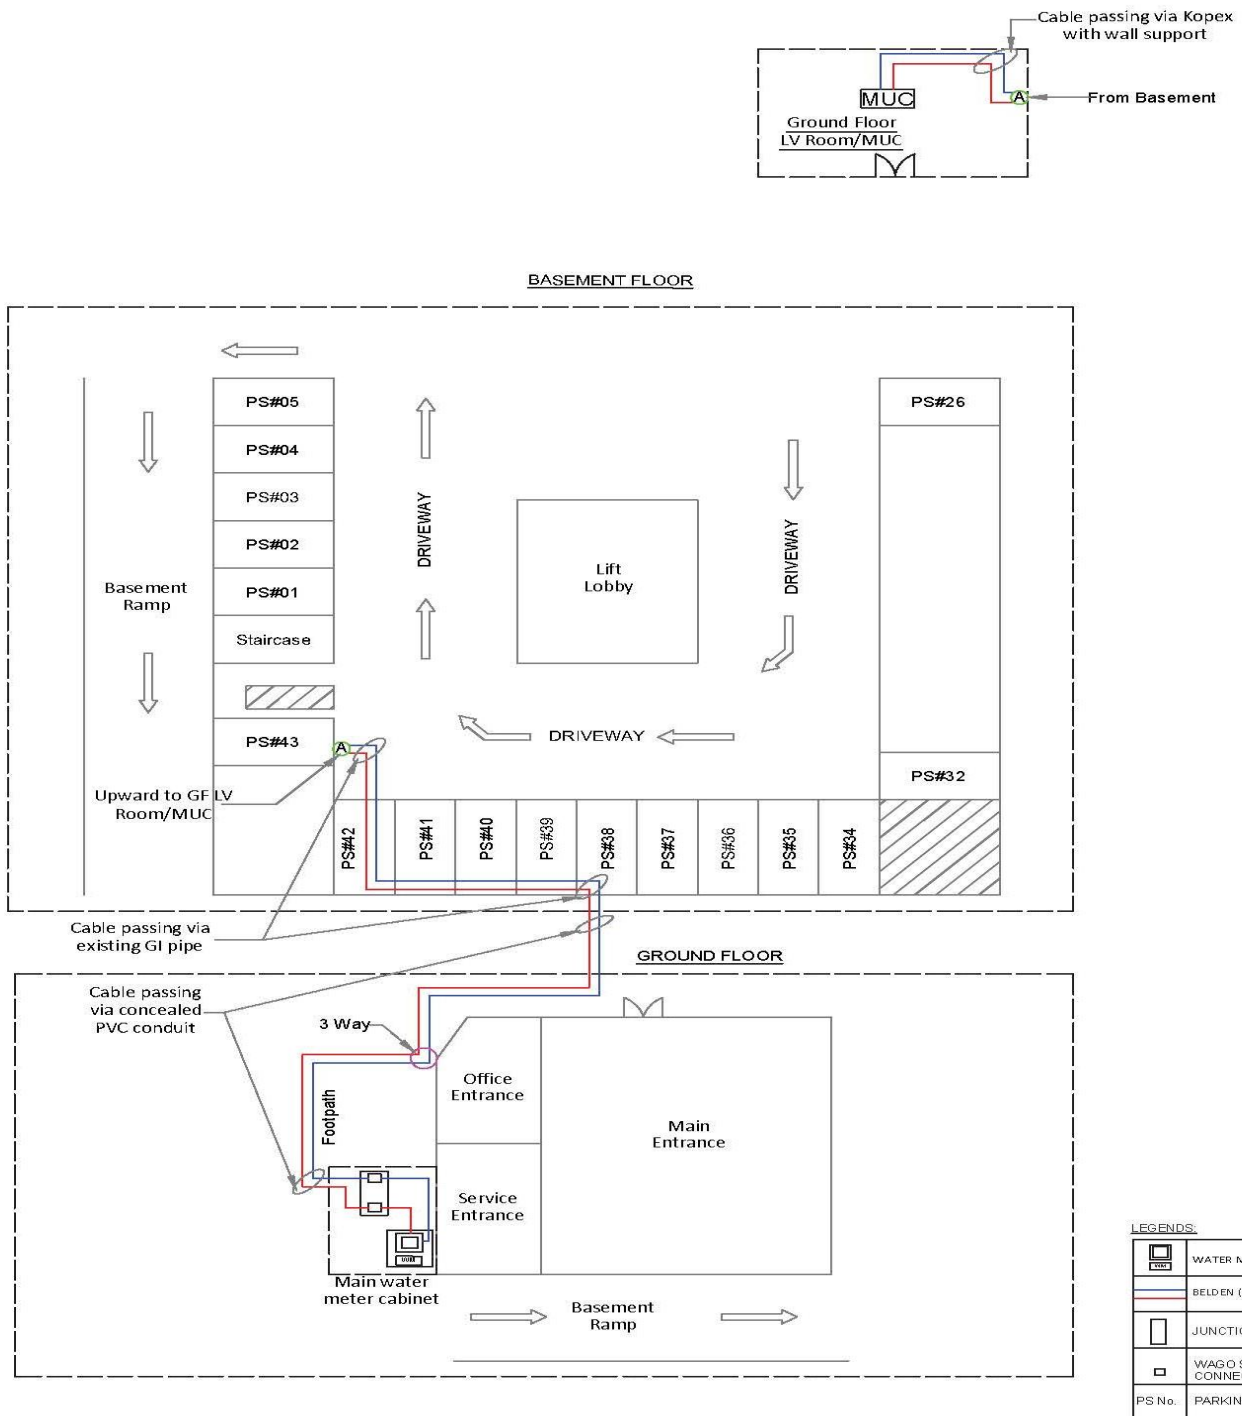 Cable passing via Kopex
with wall support
MUC
A
From Basement
Ground Floor
LV Room/MUC
BASEMENT FLOOR
PS#05
PS#04
PS#03
PS#02
PS#01
Staircase
PS#43
Basement
Ramp
DRIVEWAY
Lift
Lobby
DRIVEWAY
DRIVEWAY
PS#26
PS#32
A
Upward to GF LV
Room/MUC
PS#42
PS#41
PS#40
PS#39
PS#38
PS#37
PS#36
PS#35
PS#34
Cable passing via
existing GI pipe
GROUND FLOOR
Cable passing
via concealed
PVC conduit
3 Way
Footpath
Office
Entrance
Main
Entrance
Service
Entrance
Main water
meter cabinet
Basement
Ramp
LEGENDS:
WATER M
BELDEN (
JUNCTIO
WAGO S
CONNE
PS No.
PARKIN